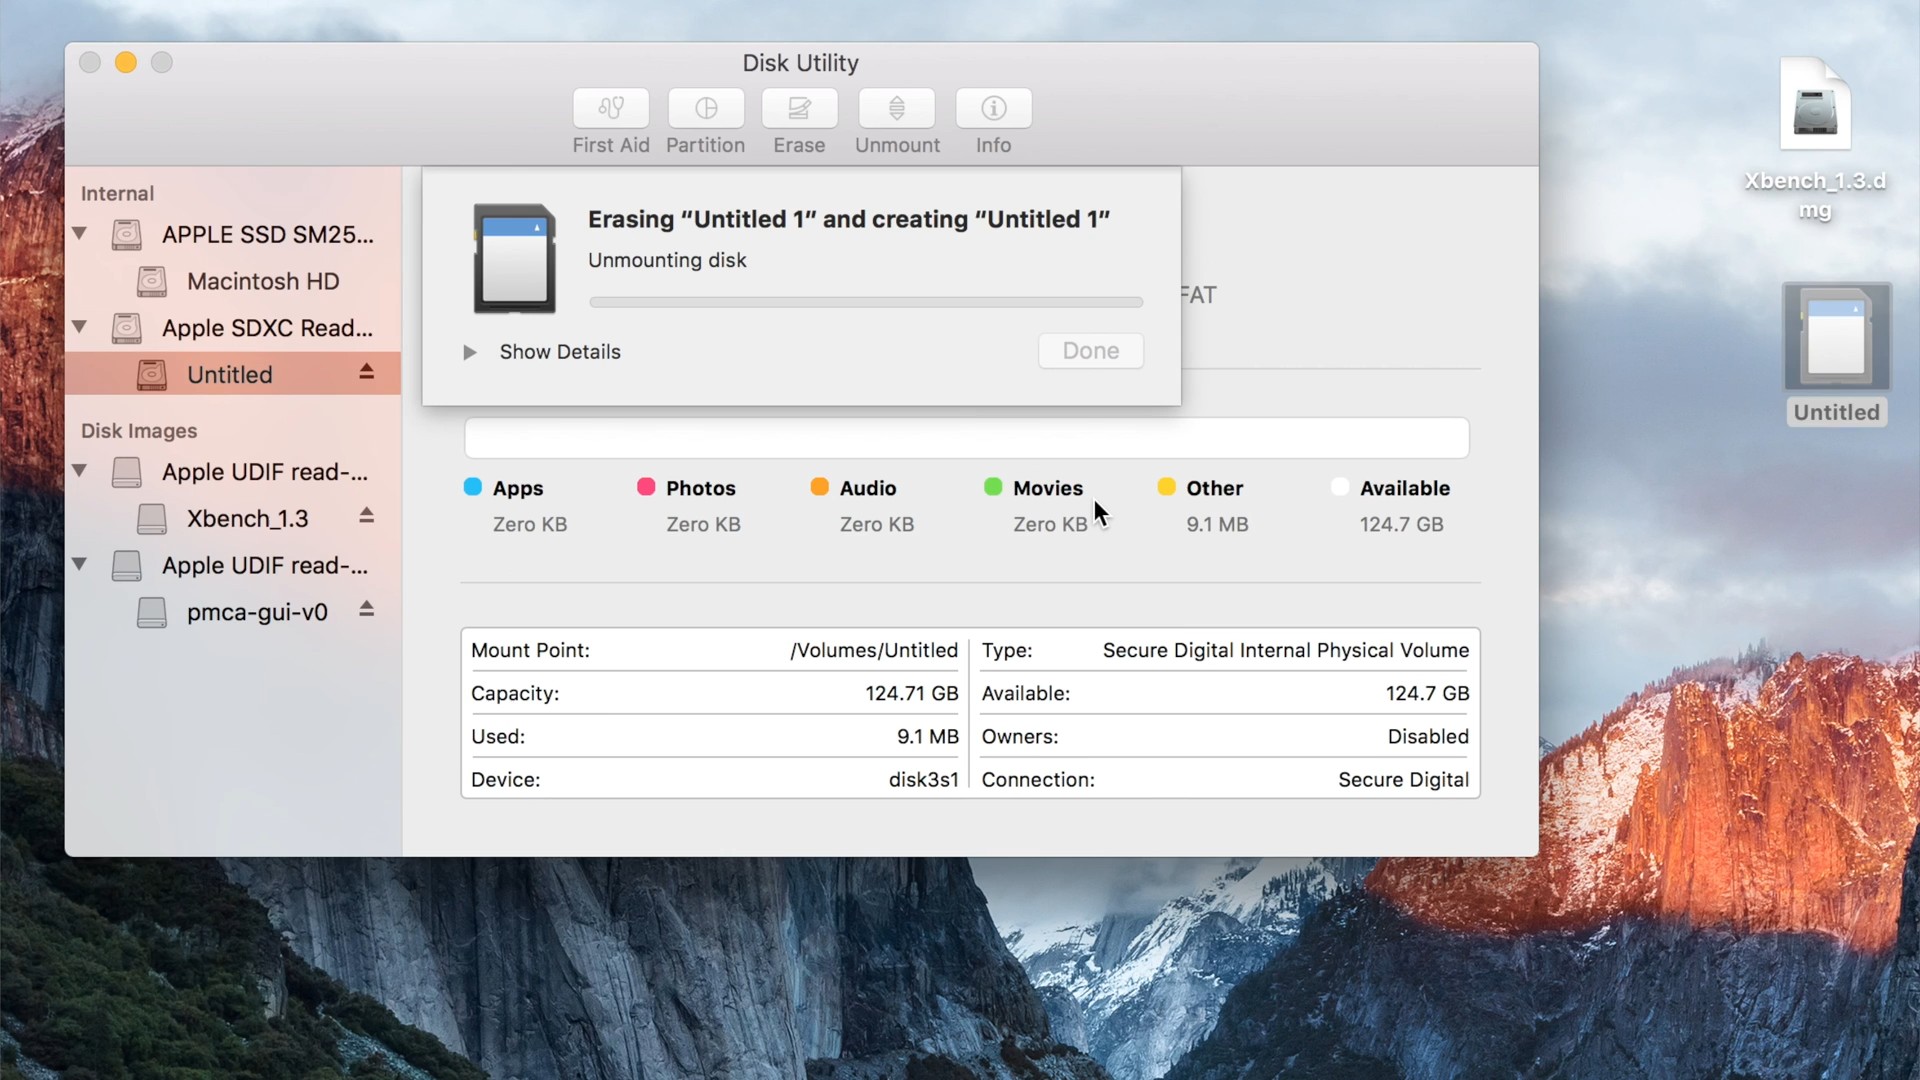 Disk Utility
First Aid
Partition
Erase
Unmount
Info
Internal
APPLE SSD SM25...
Macintosh HD
Apple SDXC Read...
Untitled
Disk Images
Apple UDIF read-...
Xbench_1.3
Apple UDIF read-...
pmca-gui-v0
Erasing “Untitled 1” and creating “Untitled 1”
Unmounting disk
Show Details
Done
FAT
Apps
Zero KB
Photos
Zero KB
Audio
Zero KB
Movies
Zero KB
Other
9.1 MB
Available
124.7 GB
Mount Point: /Volumes/Untitled
Capacity: 124.71 GB
Used: 9.1 MB
Device: disk3s1
Type: Secure Digital Internal Physical Volume
Available: 124.7 GB
Owners: Disabled
Connection: Secure Digital
Xbench_1.3.d
mg
Untitled